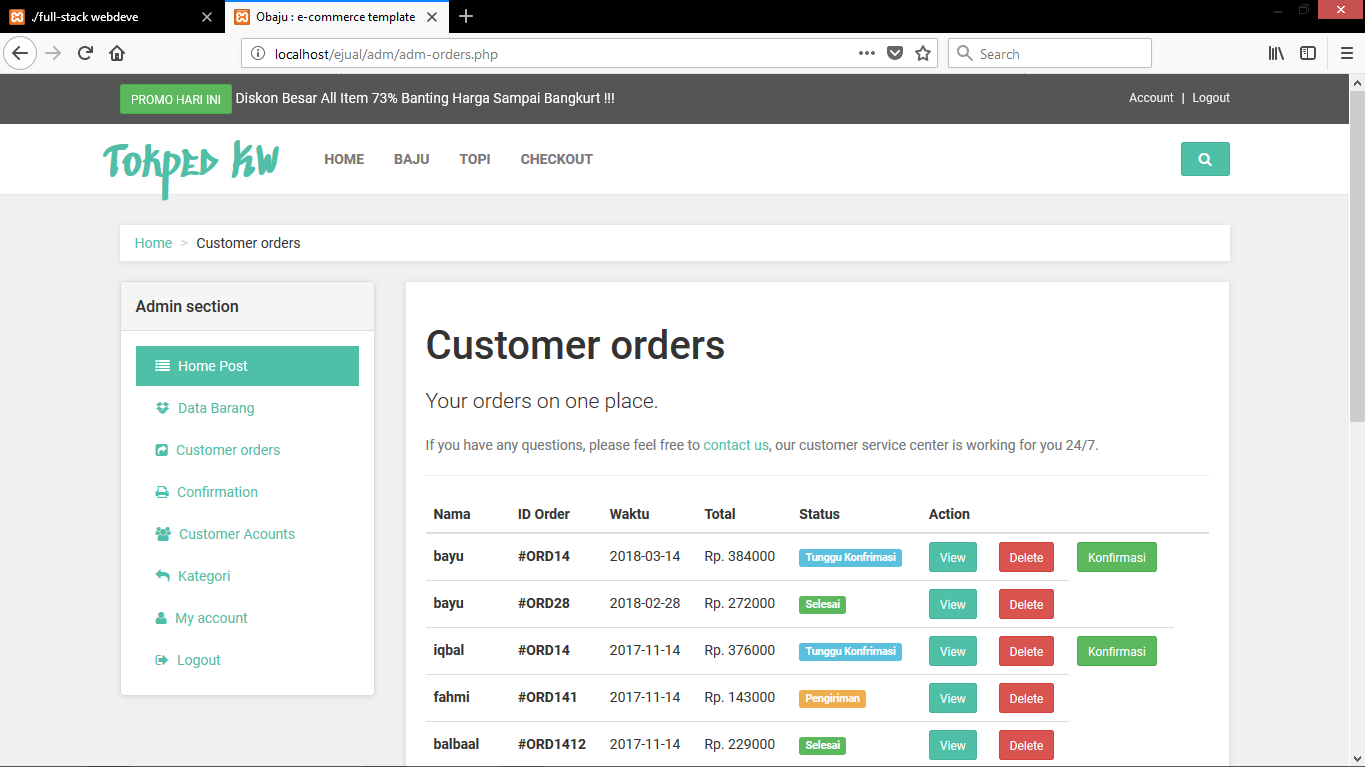 ./full-stack webdeve
Obaju : e-commerce template
localhost/ejual/adm/adm-orders.php
Search
PROMO HARI INI Diskon Besar All Item 73% Banting Harga Sampai Bangkurt !!!
Account | Logout
Tokped KW
HOME BAJU TOPI CHECKOUT
Home > Customer orders
Admin section
Home Post
Data Barang
Customer orders
Confirmation
Customer Acounts
Kategori
My account
Logout
Customer orders
Your orders on one place.
If you have any questions, please feel free to contact us, our customer service center is working for you 24/7.
Nama ID Order Waktu Total Status Action
bayu #ORD14 2018-03-14 Rp. 384000 Tunggu Konfrimasi View Delete Konfirmasi
bayu #ORD28 2018-02-28 Rp. 272000 Selesai View Delete
iqbal #ORD14 2017-11-14 Rp. 376000 Tunggu Konfrimasi View Delete Konfirmasi
fahmi #ORD141 2017-11-14 Rp. 143000 Pengiriman View Delete
balbaal #ORD1412 2017-11-14 Rp. 229000 Selesai View Delete